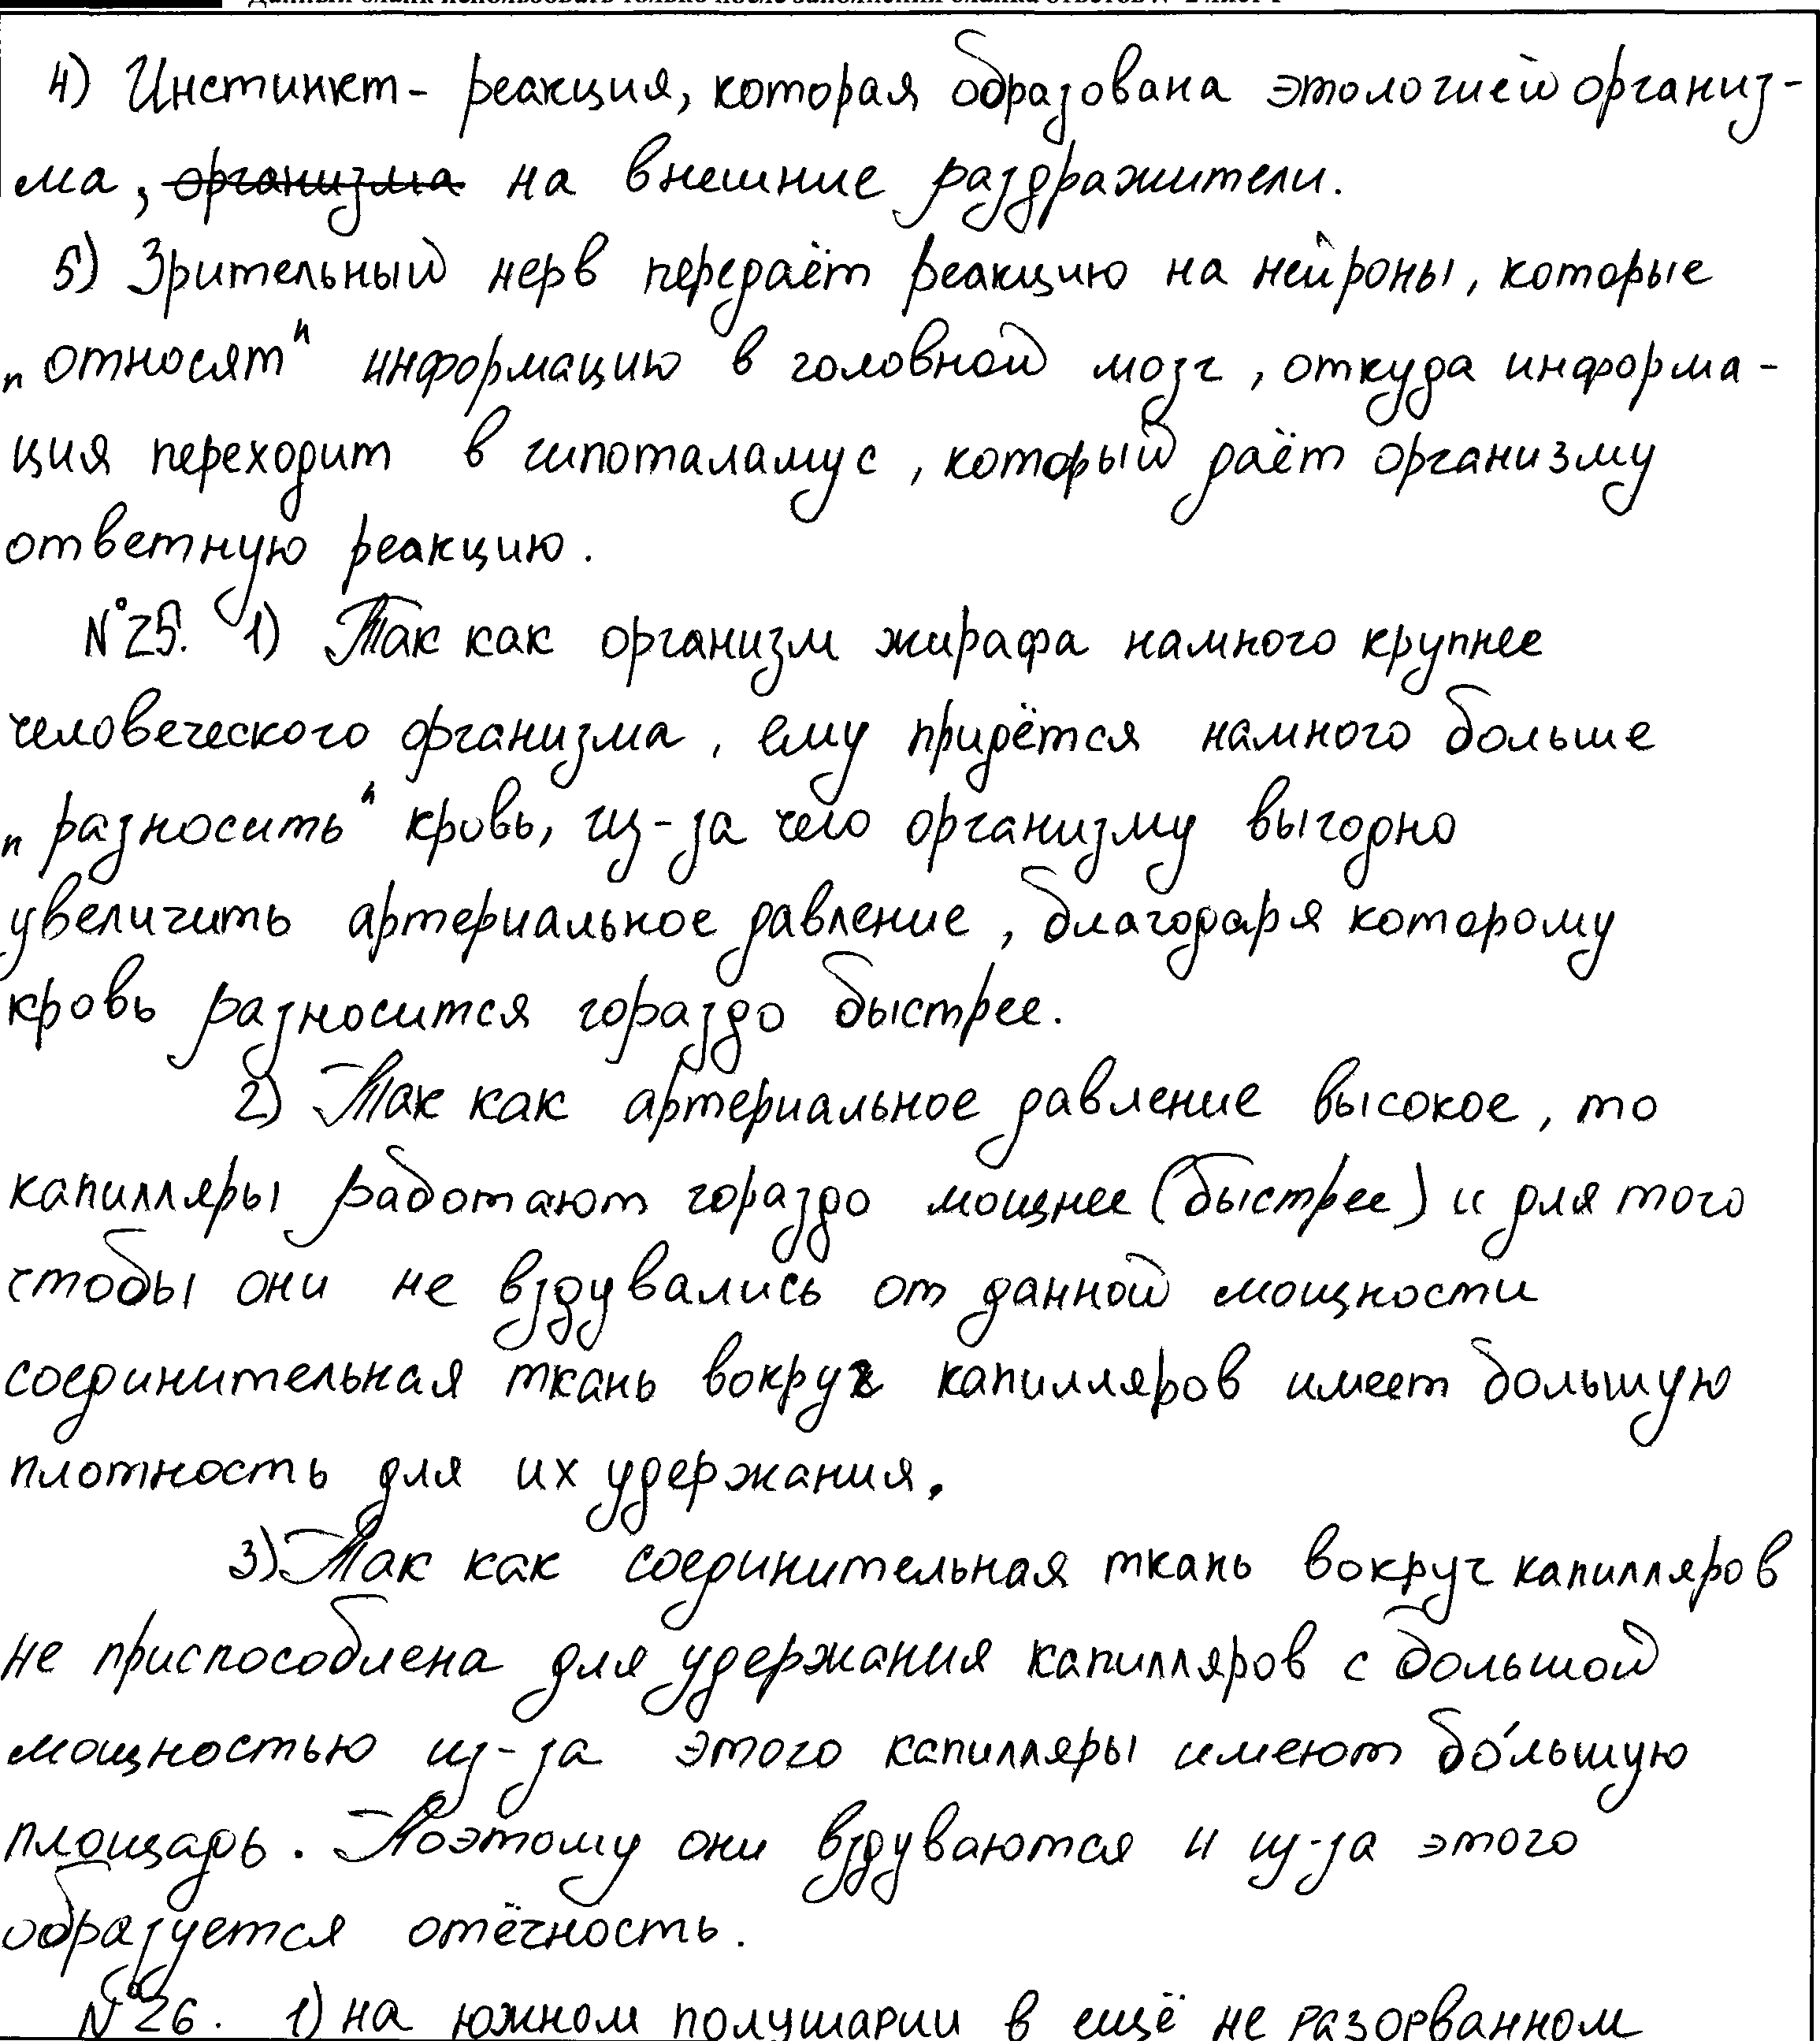 4) Инстинкт - реакция, которая образована этологией организ-
ма, организма на внешние раздражители.
5) Зрительный нерв передаёт реакцию на нейроны, которые
„относят" информацию в головной мозг, откуда информа-
ция переходит в гипоталамус, который даёт организму
ответную реакцию.
№25. 1) Так как организм жирафа намного крупнее
человеческого организма, ему придётся намного больше
„разносить" кровь, из-за чего организму выгодно
увеличить артериальное давление, благодаря которому
кровь разносится гораздо быстрее.
2) Так как артериальное давление высокое, то
капилляры работают гораздо мощнее (быстрее) и для того
чтобы они не вздувались от данной мощности
соединительная ткань вокруг капилляров имеет большую
плотность для их удержания.
3) Так как соединительная ткань вокруг капилляров
не приспособлена для удержания капилляров с большой
мощностью из-за этого капилляры имеют бо́льшую
площадь. Поэтому они вздуваются и из-за этого
образуется отёчность.
№26. 1) на южном полушарии в ещё не разорванном